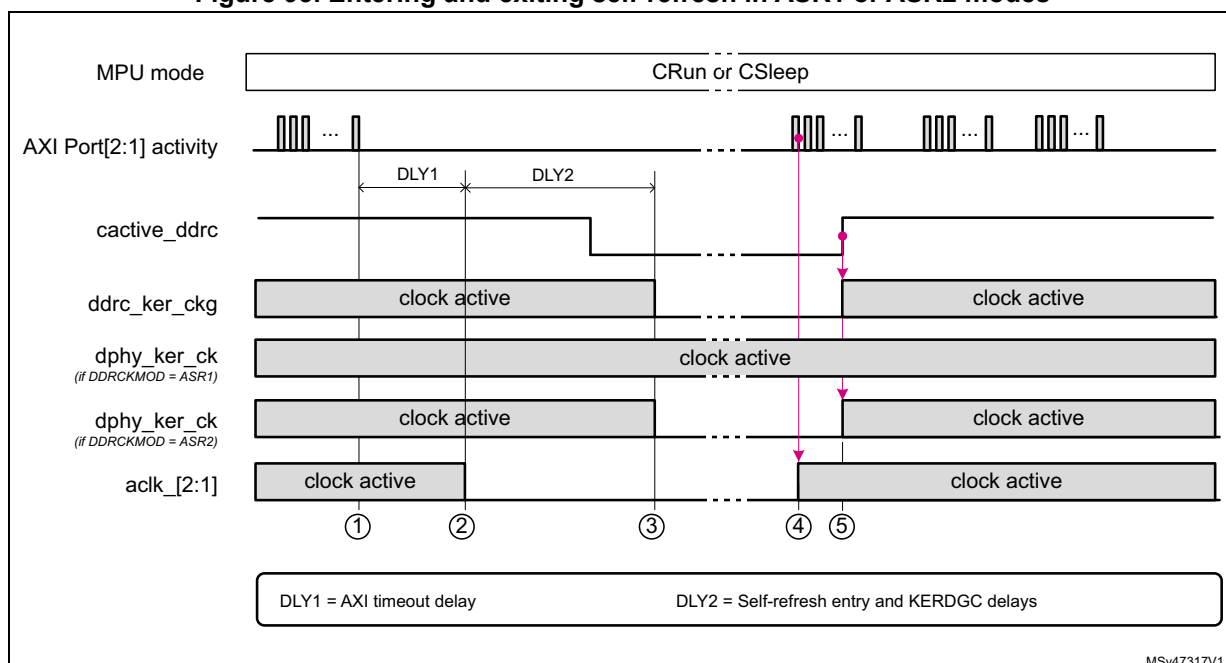 Figure 93. Entering and exiting self-refresh in ASR1 or ASR2 modes
MPU mode
CRun or CSleep
AXI Port[2:1] activity
... ... ... ...
DLY1
DLY2
cactive_ddrc
ddrc_ker_ckg
clock active
clock active
dphy_ker_ck
(if DDRCKMOD = ASR1)
clock active
dphy_ker_ck
(if DDRCKMOD = ASR2)
clock active
clock active
aclk_[2:1]
clock active
clock active
1 2 3 4 5
DLY1 = AXI timeout delay
DLY2 = Self-refresh entry and KERDGC delays
MSv47317V1